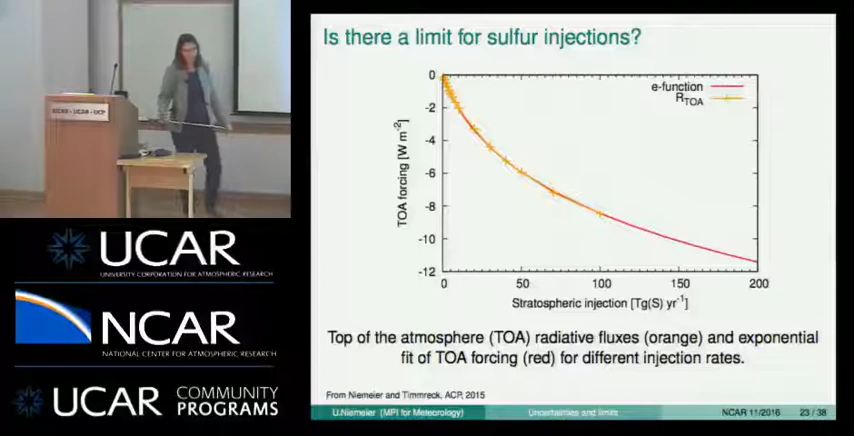 Is there a limit for sulfur injections?
e-function
R_TOA
0
-2
-4
-6
-8
-10
-12
TOA forcing [W m⁻²]
0 50 100 150 200
Stratospheric injection [Tg(S) yr⁻¹]
Top of the atmosphere (TOA) radiative fluxes (orange) and exponential
fit of TOA forcing (red) for different injection rates.
From Niemeier and Timmreck, ACP, 2015
U.Niemeier (MPI for Meteorology) Uncertainties and limits NCAR 11/2016 23 / 38
NCAR - UCAR - UCP
UCAR
UNIVERSITY CORPORATION FOR ATMOSPHERIC RESEARCH
NCAR
NATIONAL CENTER FOR ATMOSPHERIC RESEARCH
UCAR COMMUNITY
PROGRAMS